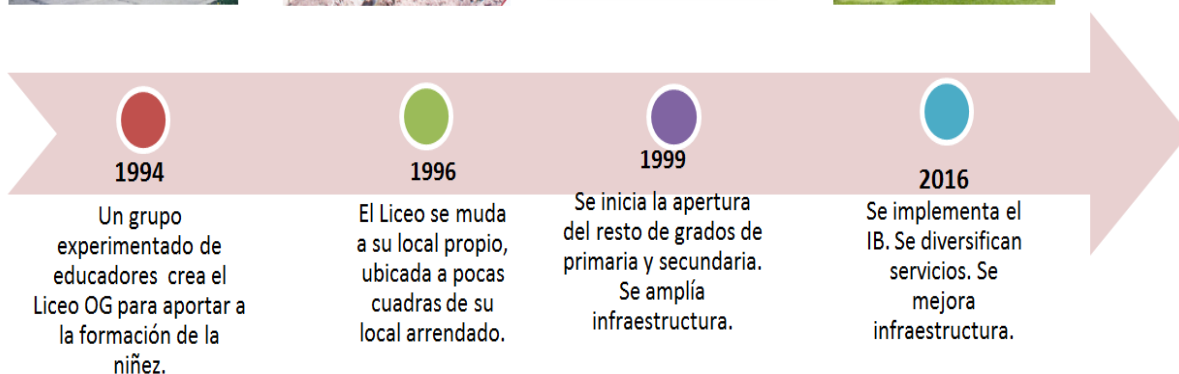 1994
Un grupo
experimentado de
educadores crea el
Liceo OG para aportar a
la formación de la
niñez.
1996
El Liceo se muda
a su local propio,
ubicada a pocas
cuadras de su
local arrendado.
1999
Se inicia la apertura
del resto de grados de
primaria y secundaria.
Se amplía
infraestructura.
2016
Se implementa el
IB. Se diversifican
servicios. Se
mejora
infraestructura.